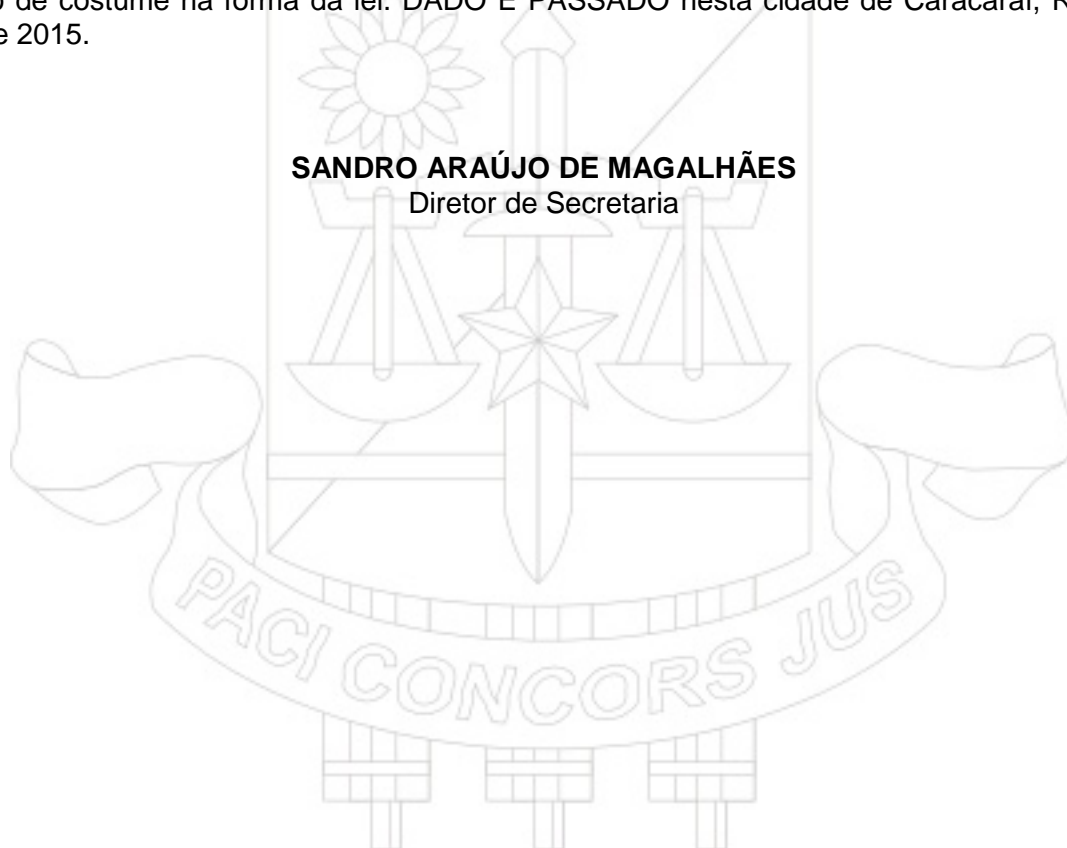 de costume na forma da lei. DADO E PASSADO nesta cidade de Caracaraí,
2015.
SANDRO ARAÚJO DE MAGALHÃES
Diretor de Secretaria
PACI CONCORS JUS